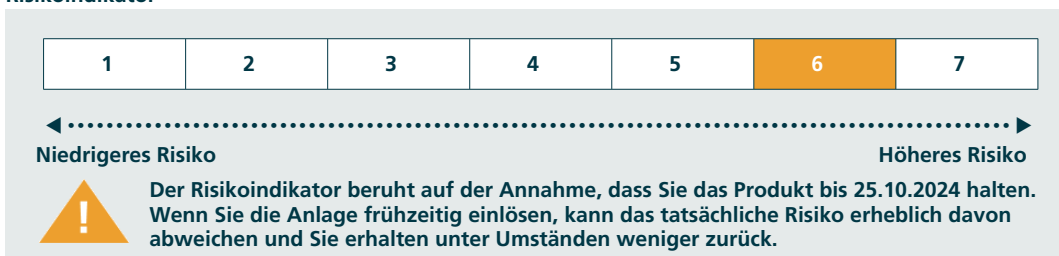 Risikoindikator
1 2 3 4 5 6 7
Niedrigeres Risiko Höheres Risiko
Der Risikoindikator beruht auf der Annahme, dass Sie das Produkt bis 25.10.2024 halten.
Wenn Sie die Anlage frühzeitig einlösen, kann das tatsächliche Risiko erheblich davon
abweichen und Sie erhalten unter Umständen weniger zurück.